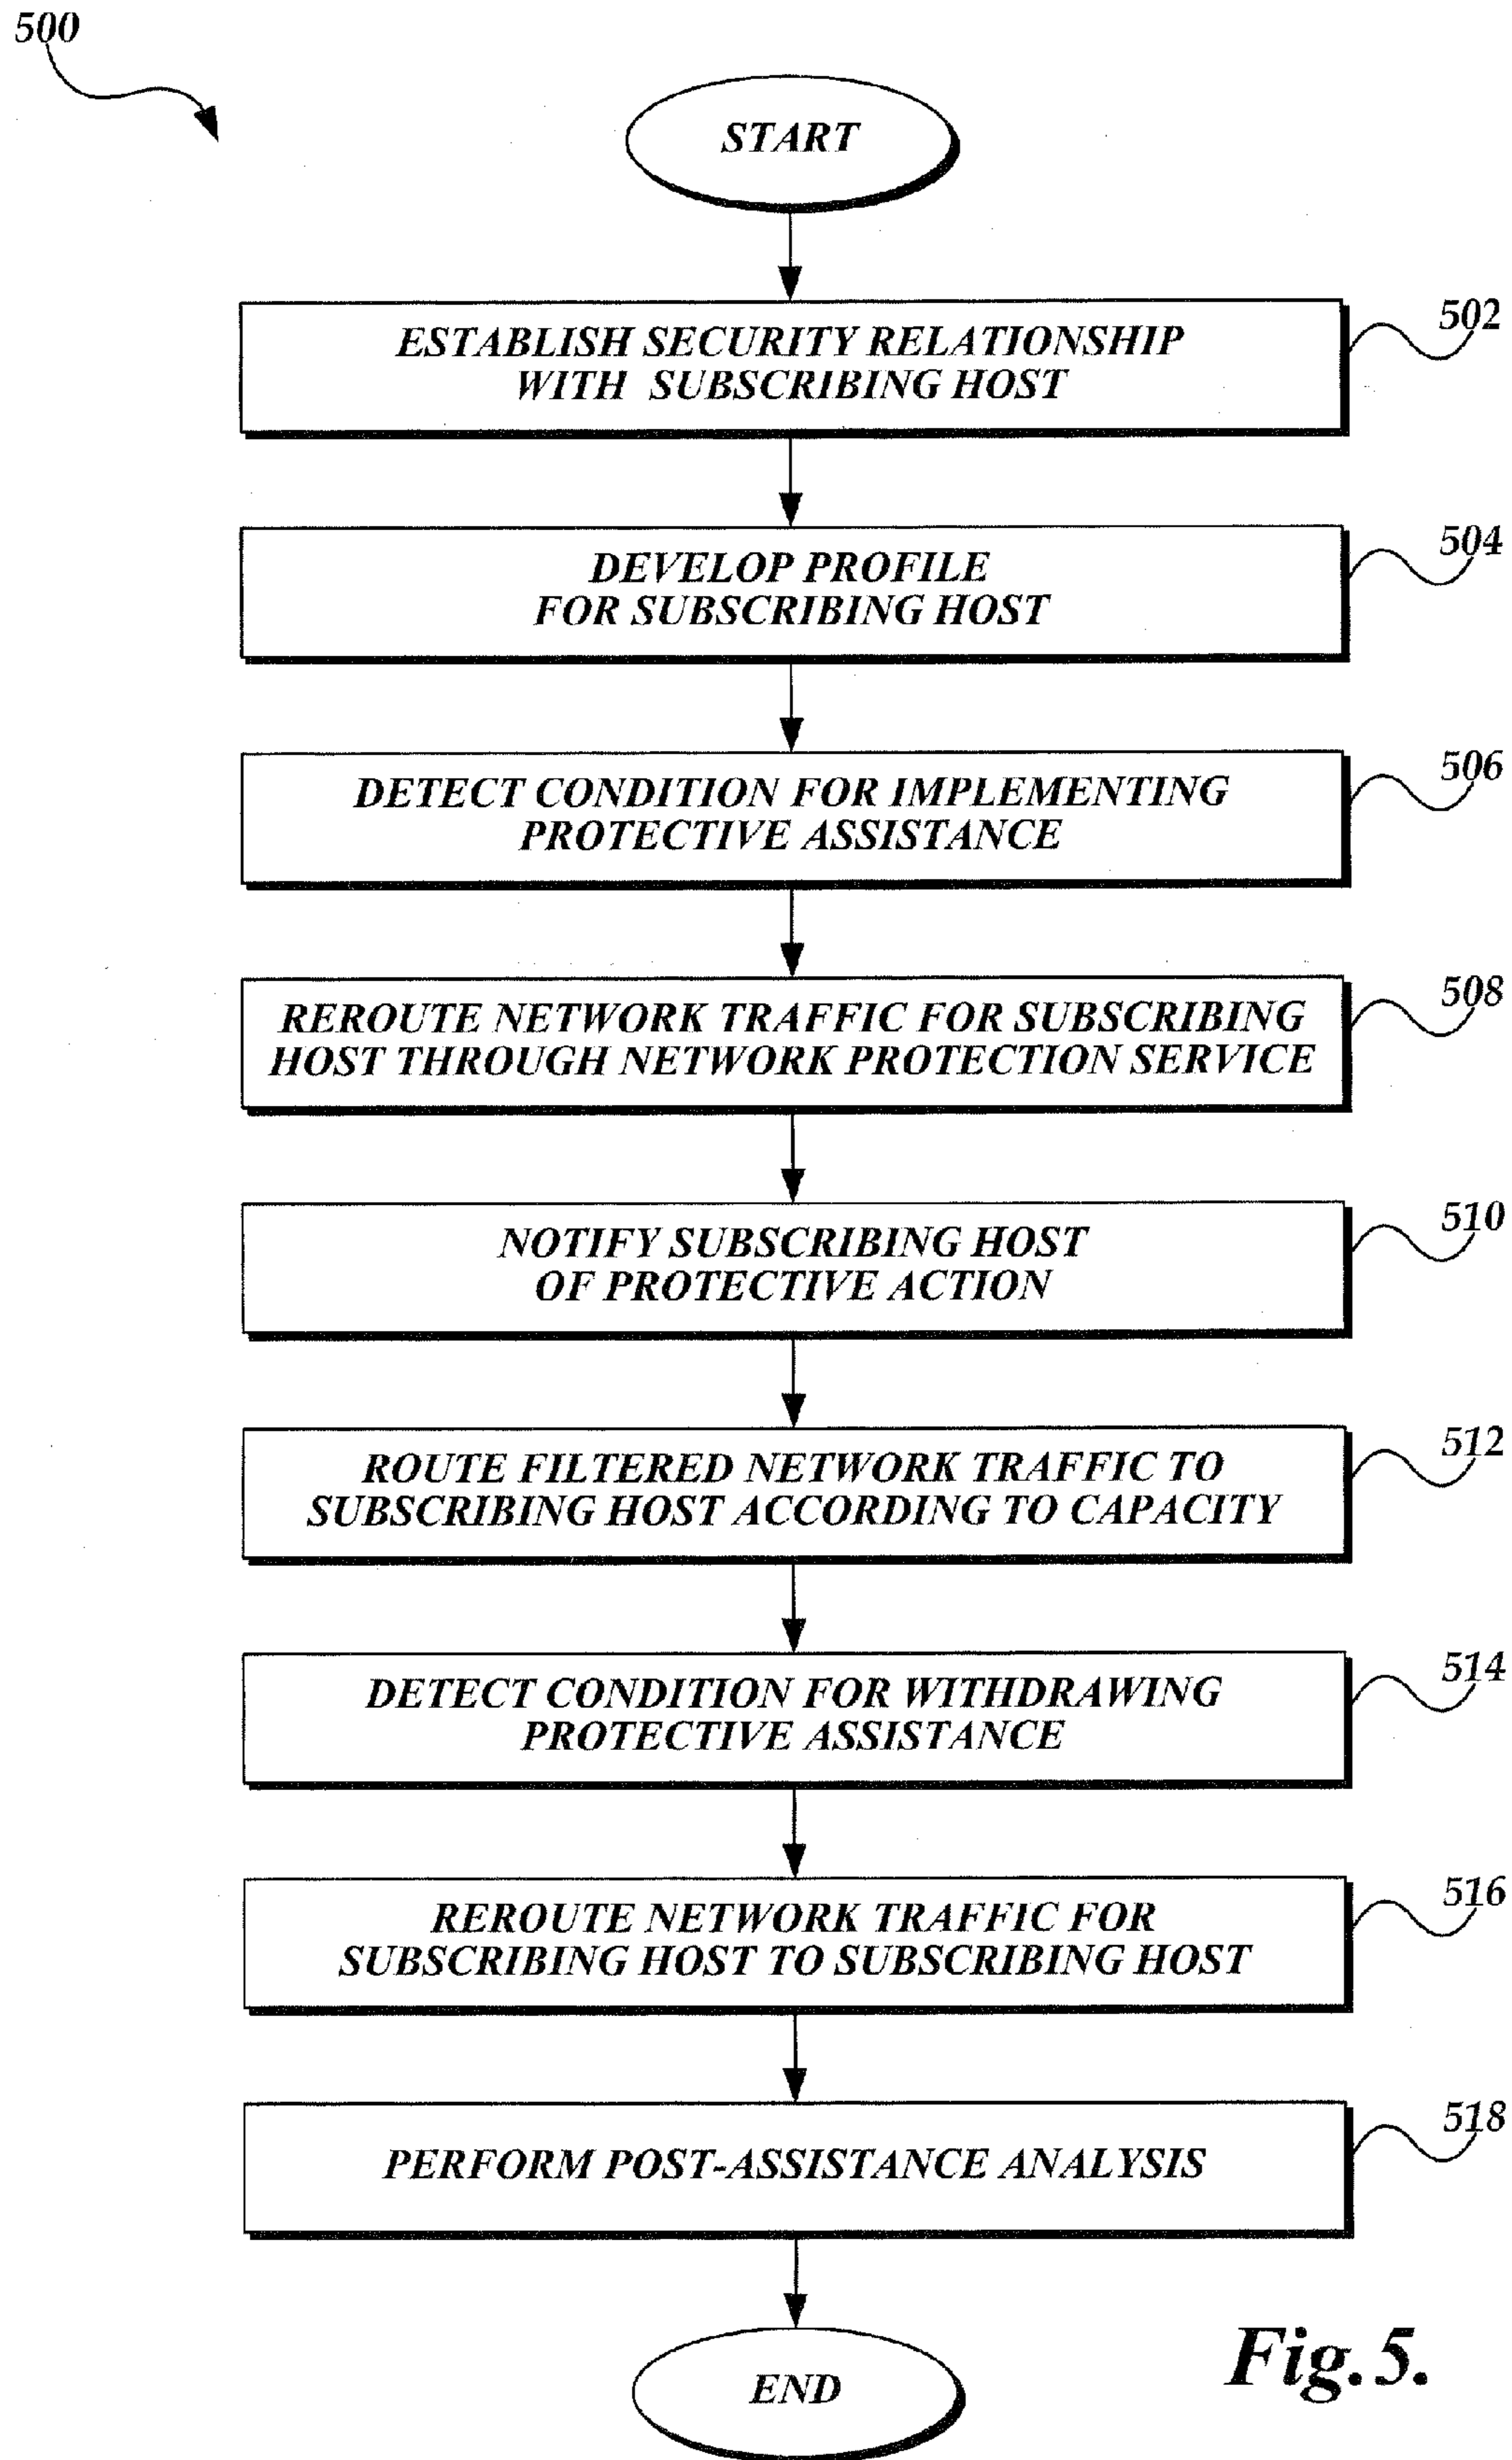 500
START
ESTABLISH SECURITY RELATIONSHIP
WITH SUBSCRIBING HOST
502
DEVELOP PROFILE
FOR SUBSCRIBING HOST
504
DETECT CONDITION FOR IMPLEMENTING
PROTECTIVE ASSISTANCE
506
REROUTE NETWORK TRAFFIC FOR SUBSCRIBING
HOST THROUGH NETWORK PROTECTION SERVICE
508
NOTIFY SUBSCRIBING HOST
OF PROTECTIVE ACTION
510
ROUTE FILTERED NETWORK TRAFFIC TO
SUBSCRIBING HOST ACCORDING TO CAPACITY
512
DETECT CONDITION FOR WITHDRAWING
PROTECTIVE ASSISTANCE
514
REROUTE NETWORK TRAFFIC FOR
SUBSCRIBING HOST TO SUBSCRIBING HOST
516
PERFORM POST-ASSISTANCE ANALYSIS
518
END
Fig.5.